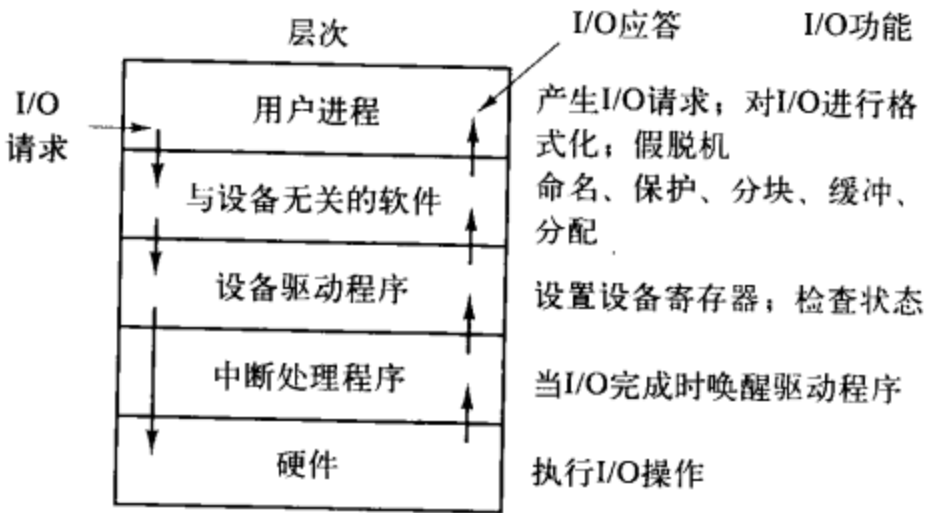 层次
I/O应答
I/O功能
I/O
请求
用户进程
产生I/O请求；对I/O进行格
式化；假脱机
与设备无关的软件
命名、保护、分块、缓冲、
分配
设备驱动程序
设置设备寄存器；检查状态
中断处理程序
当I/O完成时唤醒驱动程序
硬件
执行I/O操作